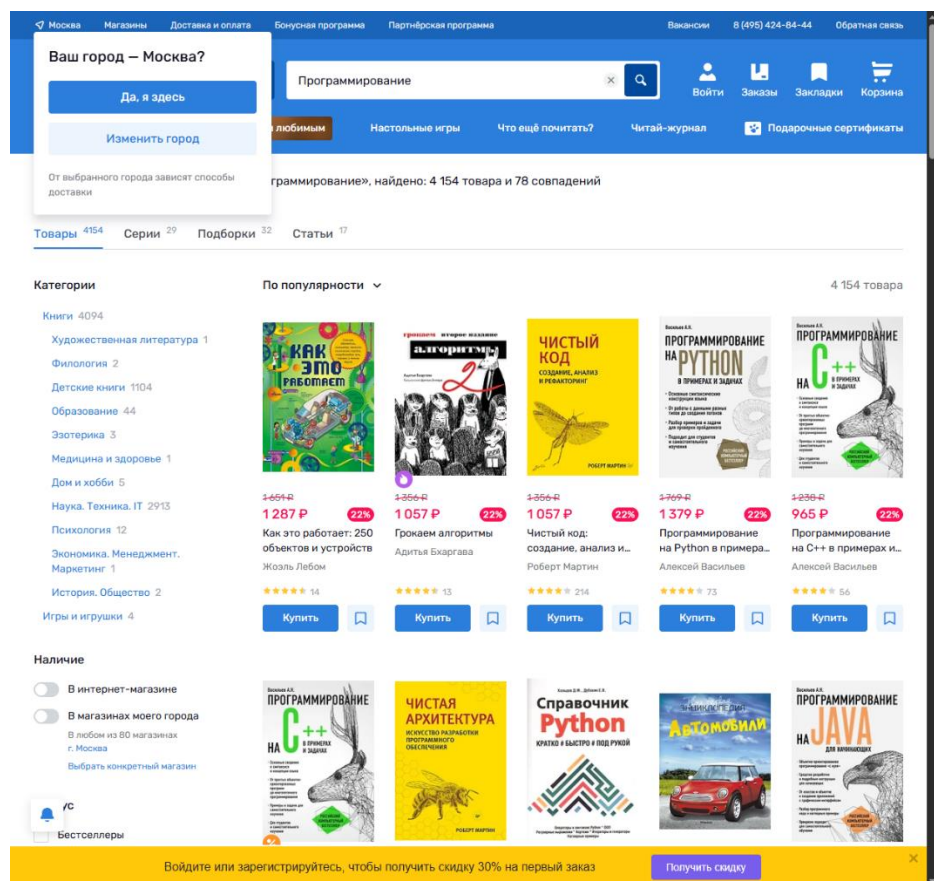 Москва Магазины Доставка и оплата Бонусная программа Партнёрская программа Вакансии 8 (495) 424-84-44 Обратная связь
Ваш город — Москва?
Да, я здесь
Изменить город
От выбранного города зависят способы
доставки
Программирование
Войти Заказы Закладки Корзина
любимым Настольные игры Что ещё почитать? Читай-журнал Подарочные сертификаты
граммирование», найдено: 4 154 товара и 78 совпадений
Товары 4154 Серии 29 Подборки 32 Статьи 17
Категории
Книги 4094
Художественная литература 1
Филология 2
Детские книги 1104
Образование 44
Эзотерика 3
Медицина и здоровье 1
Дом и хобби 5
Наука. Техника. IT 2913
Психология 12
Экономика. Менеджмент.
Маркетинг 1
История. Общество 2
Игры и игрушки 4
Наличие
В интернет-магазине
В магазинах моего города
В любом из 80 магазинах
г. Москва
Выбрать конкретный магазин
ус
Бестселлеры
По популярности
4 154 товара
КАК
ЭТО
РАБОТАЕТ
1 651 ₽
1 287 ₽ 22%
Как это работает: 250
объектов и устройств
Жоэль Лебом
14
Купить
грокаем второе издание
алгоритмы
2
1 356 ₽
1 057 ₽ 22%
Грокаем алгоритмы
Адитья Бхаргава
13
Купить
ЧИСТЫЙ
КОД
СОЗДАНИЕ, АНАЛИЗ
И РЕФАКТОРИНГ
РОБЕРТ МАРТИН
1 356 ₽
1 057 ₽ 22%
Чистый код:
создание, анализ и...
Роберт Мартин
214
Купить
Васильев А.Н.
ПРОГРАММИРОВАНИЕ
НА PYTHON
В ПРИМЕРАХ И ЗАДАЧАХ
1 769 ₽
1 379 ₽ 22%
Программирование
на Python в примера...
Алексей Васильев
73
Купить
Васильев А.Н.
ПРОГРАММИРОВАНИЕ
НА C++
В ПРИМЕРАХ
И ЗАДАЧАХ
1 238 ₽
965 ₽ 22%
Программирование
на C++ в примерах и...
Алексей Васильев
56
Купить
Васильев А.Н.
ПРОГРАММИРОВАНИЕ
НА C++
В ПРИМЕРАХ
И ЗАДАЧАХ
ЧИСТАЯ
АРХИТЕКТУРА
ИСКУССТВО РАЗРАБОТКИ
ПРОГРАММНОГО
ОБЕСПЕЧЕНИЯ
РОБЕРТ МАРТИН
Справочник
Python
КРАТКО # БЫСТРО # ПОД РУКОЙ
ЭНЦИКЛОПЕДИЯ
АВТОМОБИЛИ
Васильев А.Н.
ПРОГРАММИРОВАНИЕ
НА JAVA
ДЛЯ НАЧИНАЮЩИХ
Войдите или зарегистрируйтесь, чтобы получить скидку 30% на первый заказ Получить скидку